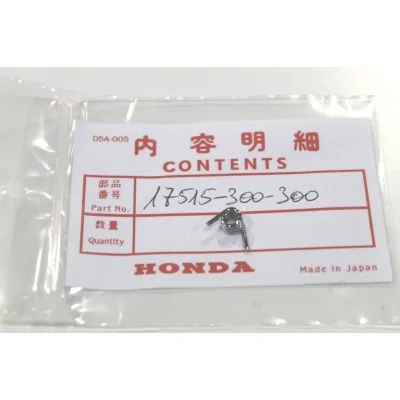 D5A-005
内容明細
CONTENTS
部品番号
Part No. 17515-300-300
数量
Quantity
HONDA Made in Japan